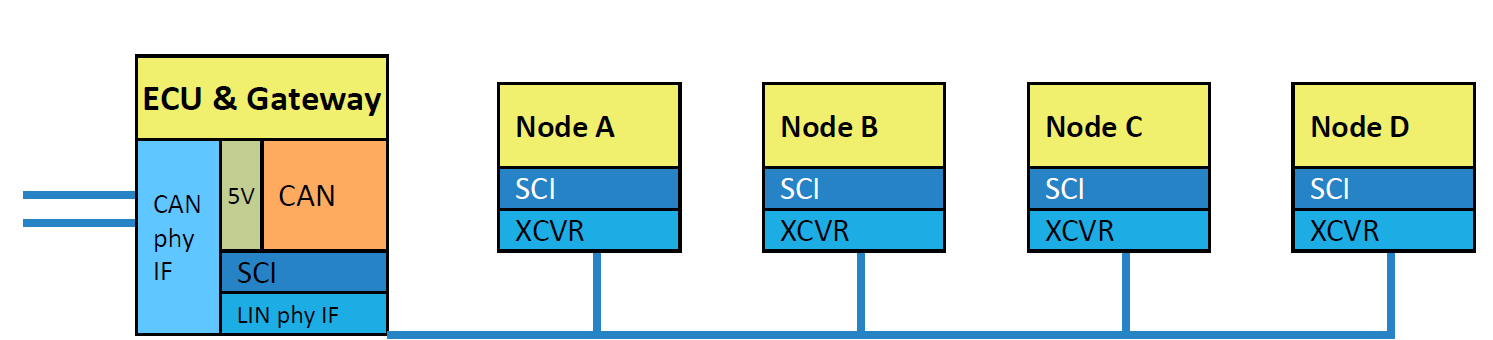 ECU & Gateway
CAN
phy
IF
5V
CAN
SCI
LIN phy IF
Node A
SCI
XCVR
Node B
SCI
XCVR
Node C
SCI
XCVR
Node D
SCI
XCVR